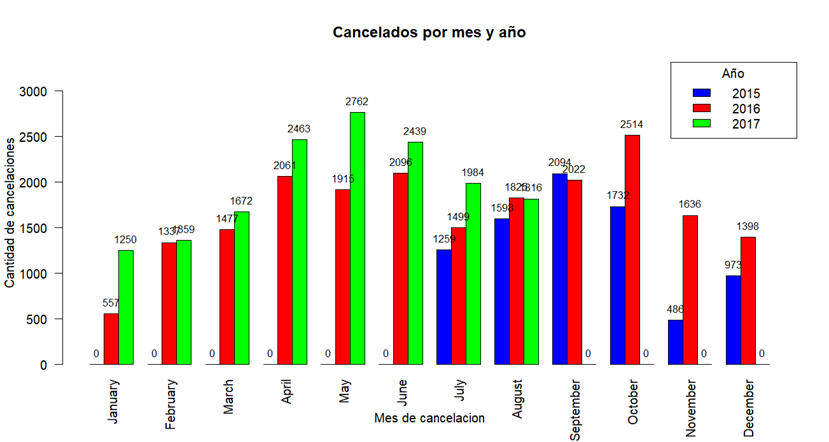 Cancelados por mes y año
Año
2015
2016
2017
Cantidad de cancelaciones
3000
2500
2000
1500
1000
500
0
0 557 1250
0
0 1477 1672
0 2061 2463
0 1915 2762
0 2096 2439
1259 1499 1984
1598 1816
2094 2022 0
1732 2514 0
486 1636 0
973 1398 0
January
February
March
April
May
June
July
August
September
October
November
December
Mes de cancelacion